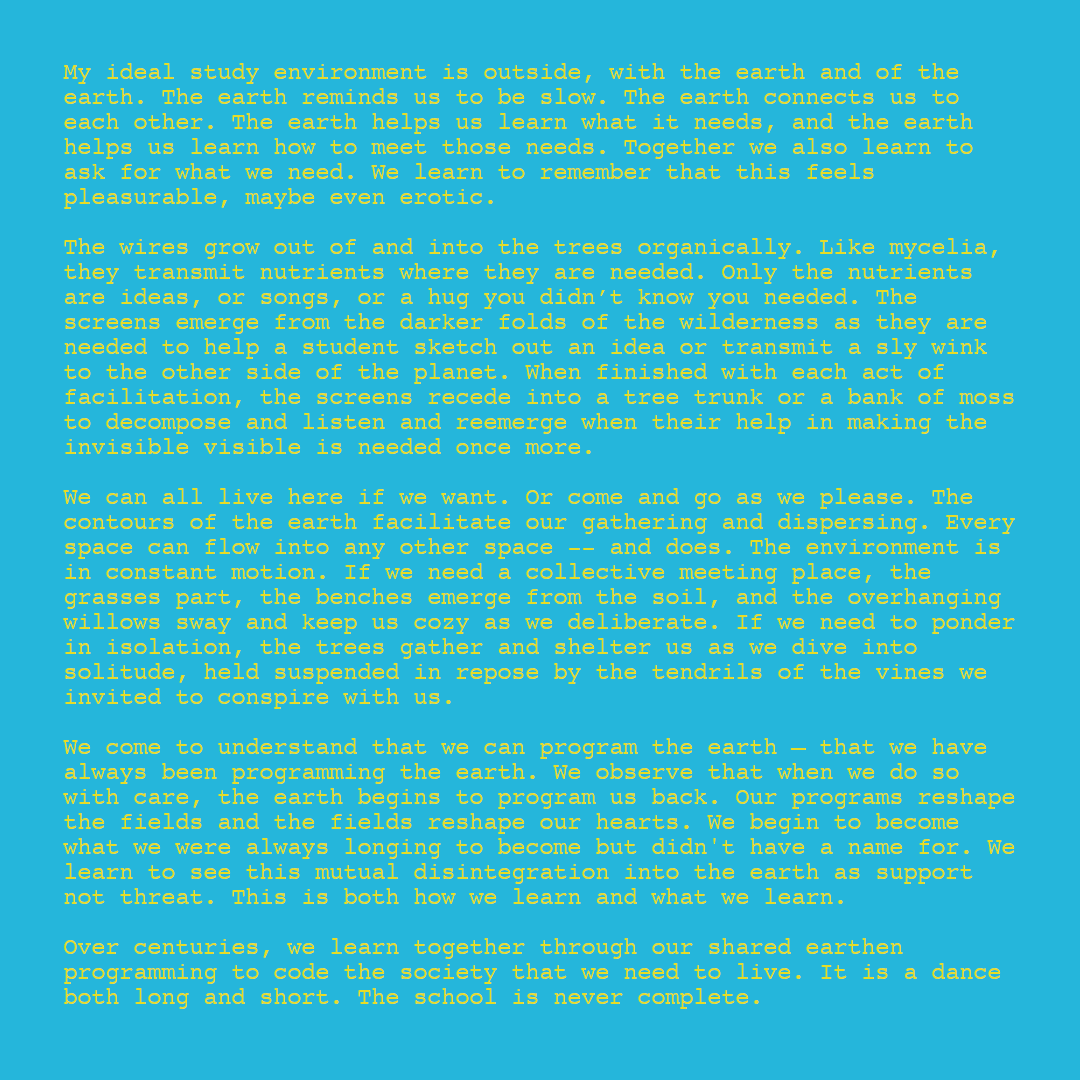 My ideal study environment is outside, with the earth and of the
earth. The earth reminds us to be slow. The earth connects us to
each other. The earth helps us learn what it needs, and the earth
helps us learn how to meet those needs. Together we also learn to
ask for what we need. We learn to remember that this feels
pleasurable, maybe even erotic.

The wires grow out of and into the trees organically. Like mycelia,
they transmit nutrients where they are needed. Only the nutrients
are ideas, or songs, or a hug you didn’t know you needed. The
screens emerge from the darker folds of the wilderness as they are
needed to help a student sketch out an idea or transmit a sly wink
to the other side of the planet. When finished with each act of
facilitation, the screens recede into a tree trunk or a bank of moss
to decompose and listen and reemerge when their help in making the
invisible visible is needed once more.

We can all live here if we want. Or come and go as we please. The
contours of the earth facilitate our gathering and dispersing. Every
space can flow into any other space -- and does. The environment is
in constant motion. If we need a collective meeting place, the
grasses part, the benches emerge from the soil, and the overhanging
willows sway and keep us cozy as we deliberate. If we need to ponder
in isolation, the trees gather and shelter us as we dive into
solitude, held suspended in repose by the tendrils of the vines we
invited to conspire with us.

We come to understand that we can program the earth — that we have
always been programming the earth. We observe that when we do so
with care, the earth begins to program us back. Our programs reshape
the fields and the fields reshape our hearts. We begin to become
what we were always longing to become but didn't have a name for. We
learn to see this mutual disintegration into the earth as support
not threat. This is both how we learn and what we learn.

Over centuries, we learn together through our shared earthen
programming to code the society that we need to live. It is a dance
both long and short. The school is never complete.